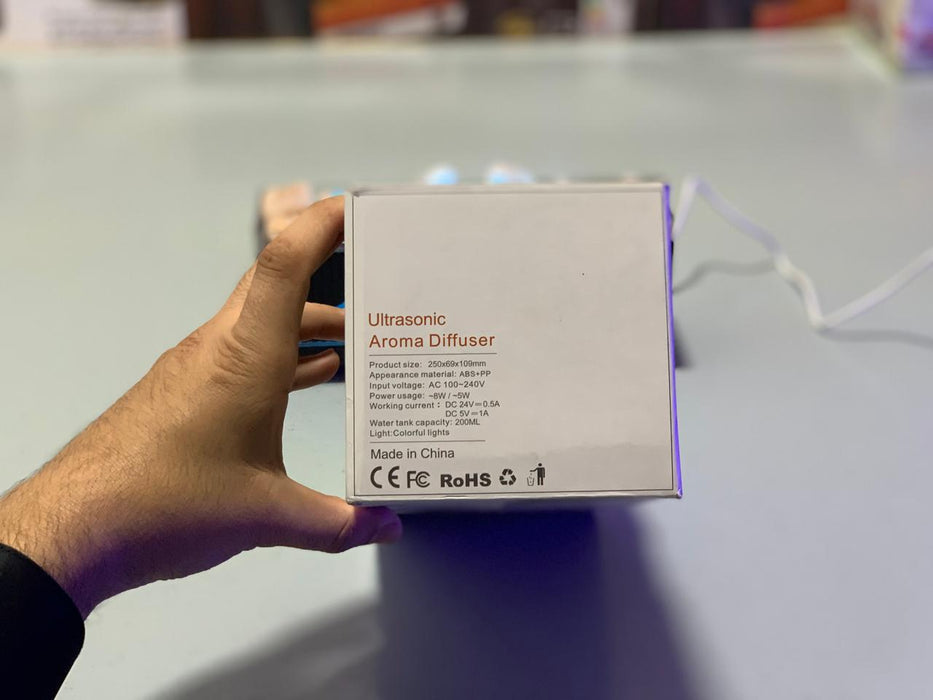 Ultrasonic
Aroma Diffuser
Product size: 250x69x109mm
Appearance material: ABS+PP
Input voltage: AC 100~240V
Power usage: ~8W / ~5W
Working current : DC 24V⎓0.5A
DC 5V⎓1A
Water tank capacity: 200ML
Light:Colorful lights
Made in China
CE FC RoHS